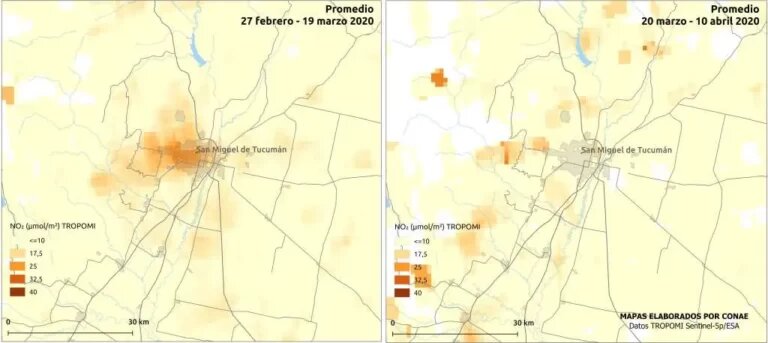 Promedio
27 febrero - 19 marzo 2020
San Miguel de Tucumán
NO₂ (μmol/m²) TROPOMI
<=10
17,5
25
32,5
40
0 30 km
Promedio
20 marzo - 10 abril 2020
San Miguel de Tucumán
NO₂ (μmol/m²) TROPOMI
<=10
17,5
25
32,5
40
0 30 km
MAPAS ELABORADOS POR CONAE
Datos TROPOMI Sentinel-5p/ESA